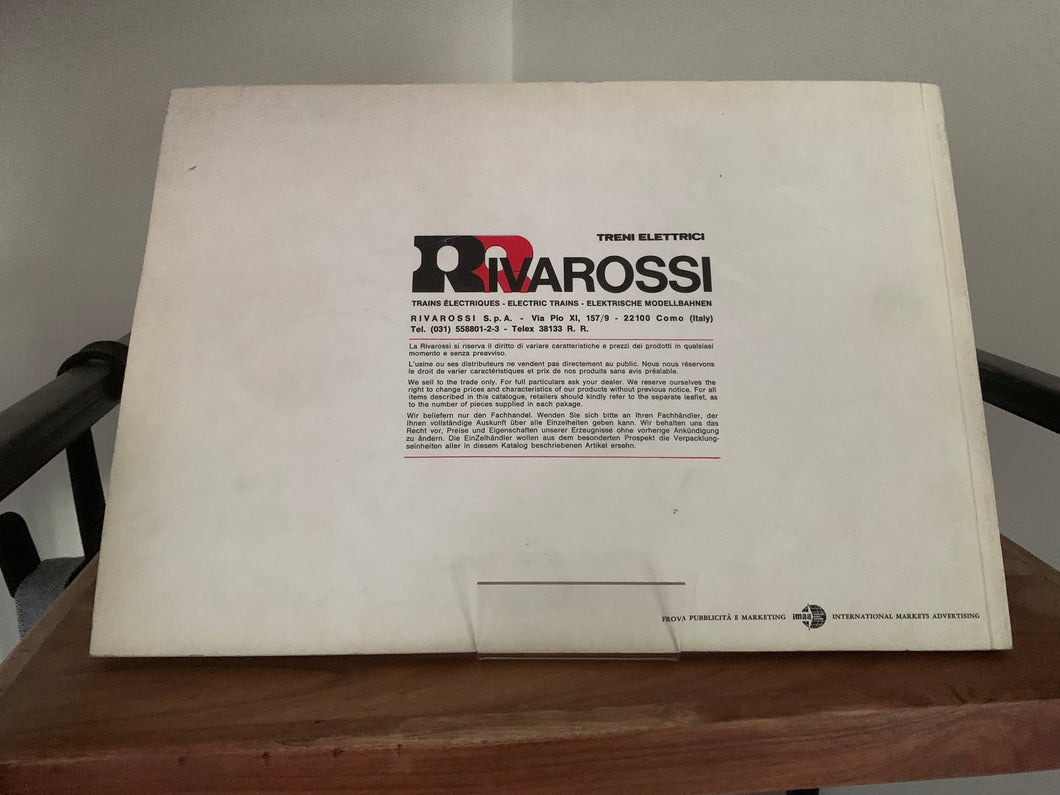 TRENI ELETTRICI
RIVAROSSI
TRAINS ÉLECTRIQUES - ELECTRIC TRAINS - ELEKTRISCHE MODELLBAHNEN
RIVAROSSI S.p.A. - Via Pio XI, 157/9 - 22100 Como (Italy)
Tel. (031) 558801-2-3 - Telex 38133 R. R.
La Rivarossi si riserva il diritto di variare caratteristiche e prezzi dei prodotti in qualsiasi
momento e senza preavviso.
L'usine ou ses distributeurs ne vendent pas directement au public. Nous nous réservons
le droit de varier caractéristiques et prix de nos produits sans avis préalable.
We sell to the trade only. For full particulars ask your dealer. We reserve ourselves the
right to change prices and characteristics of our products without previous notice. For all
items described in this catalogue, retailers should kindly refer to the separate leaflet, as
to the number of pieces supplied in each pakage.
Wir beliefern nur den Fachhandel. Wenden Sie sich bitte an Ihren Fachhändler, der
Ihnen vollständige Auskunft über alle Einzelheiten geben kann. Wir behalten uns das
Recht vor, Preise und Eigenschaften unserer Erzeugnisse ohne vorherige Ankündigung
zu ändern. Die EinZelhändler wollen aus dem besonderten Prospekt die Verpacklung-
seinheiten aller in diesem Katalog beschriebenen Artikel ersehn.
PROVA PUBBLICITÀ E MARKETING imaa INTERNATIONAL MARKETS ADVERTISING